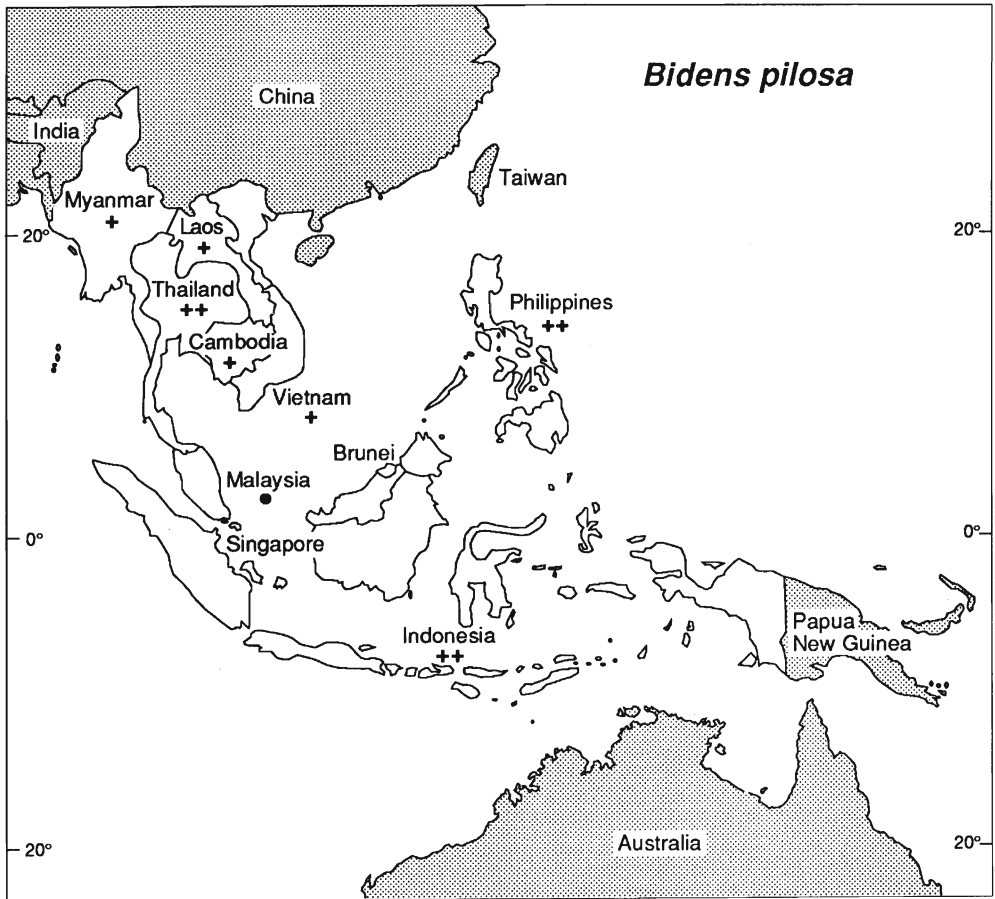 Bidens pilosa
China
India
Taiwan
Myanmar
+
Laos
+
20°
20°
Thailand
++
Philippines
++
Cambodia
+
Vietnam
+
Brunei
Malaysia
•
0°
0°
Singapore
Indonesia
++
Papua
New Guinea
Australia
20°
20°